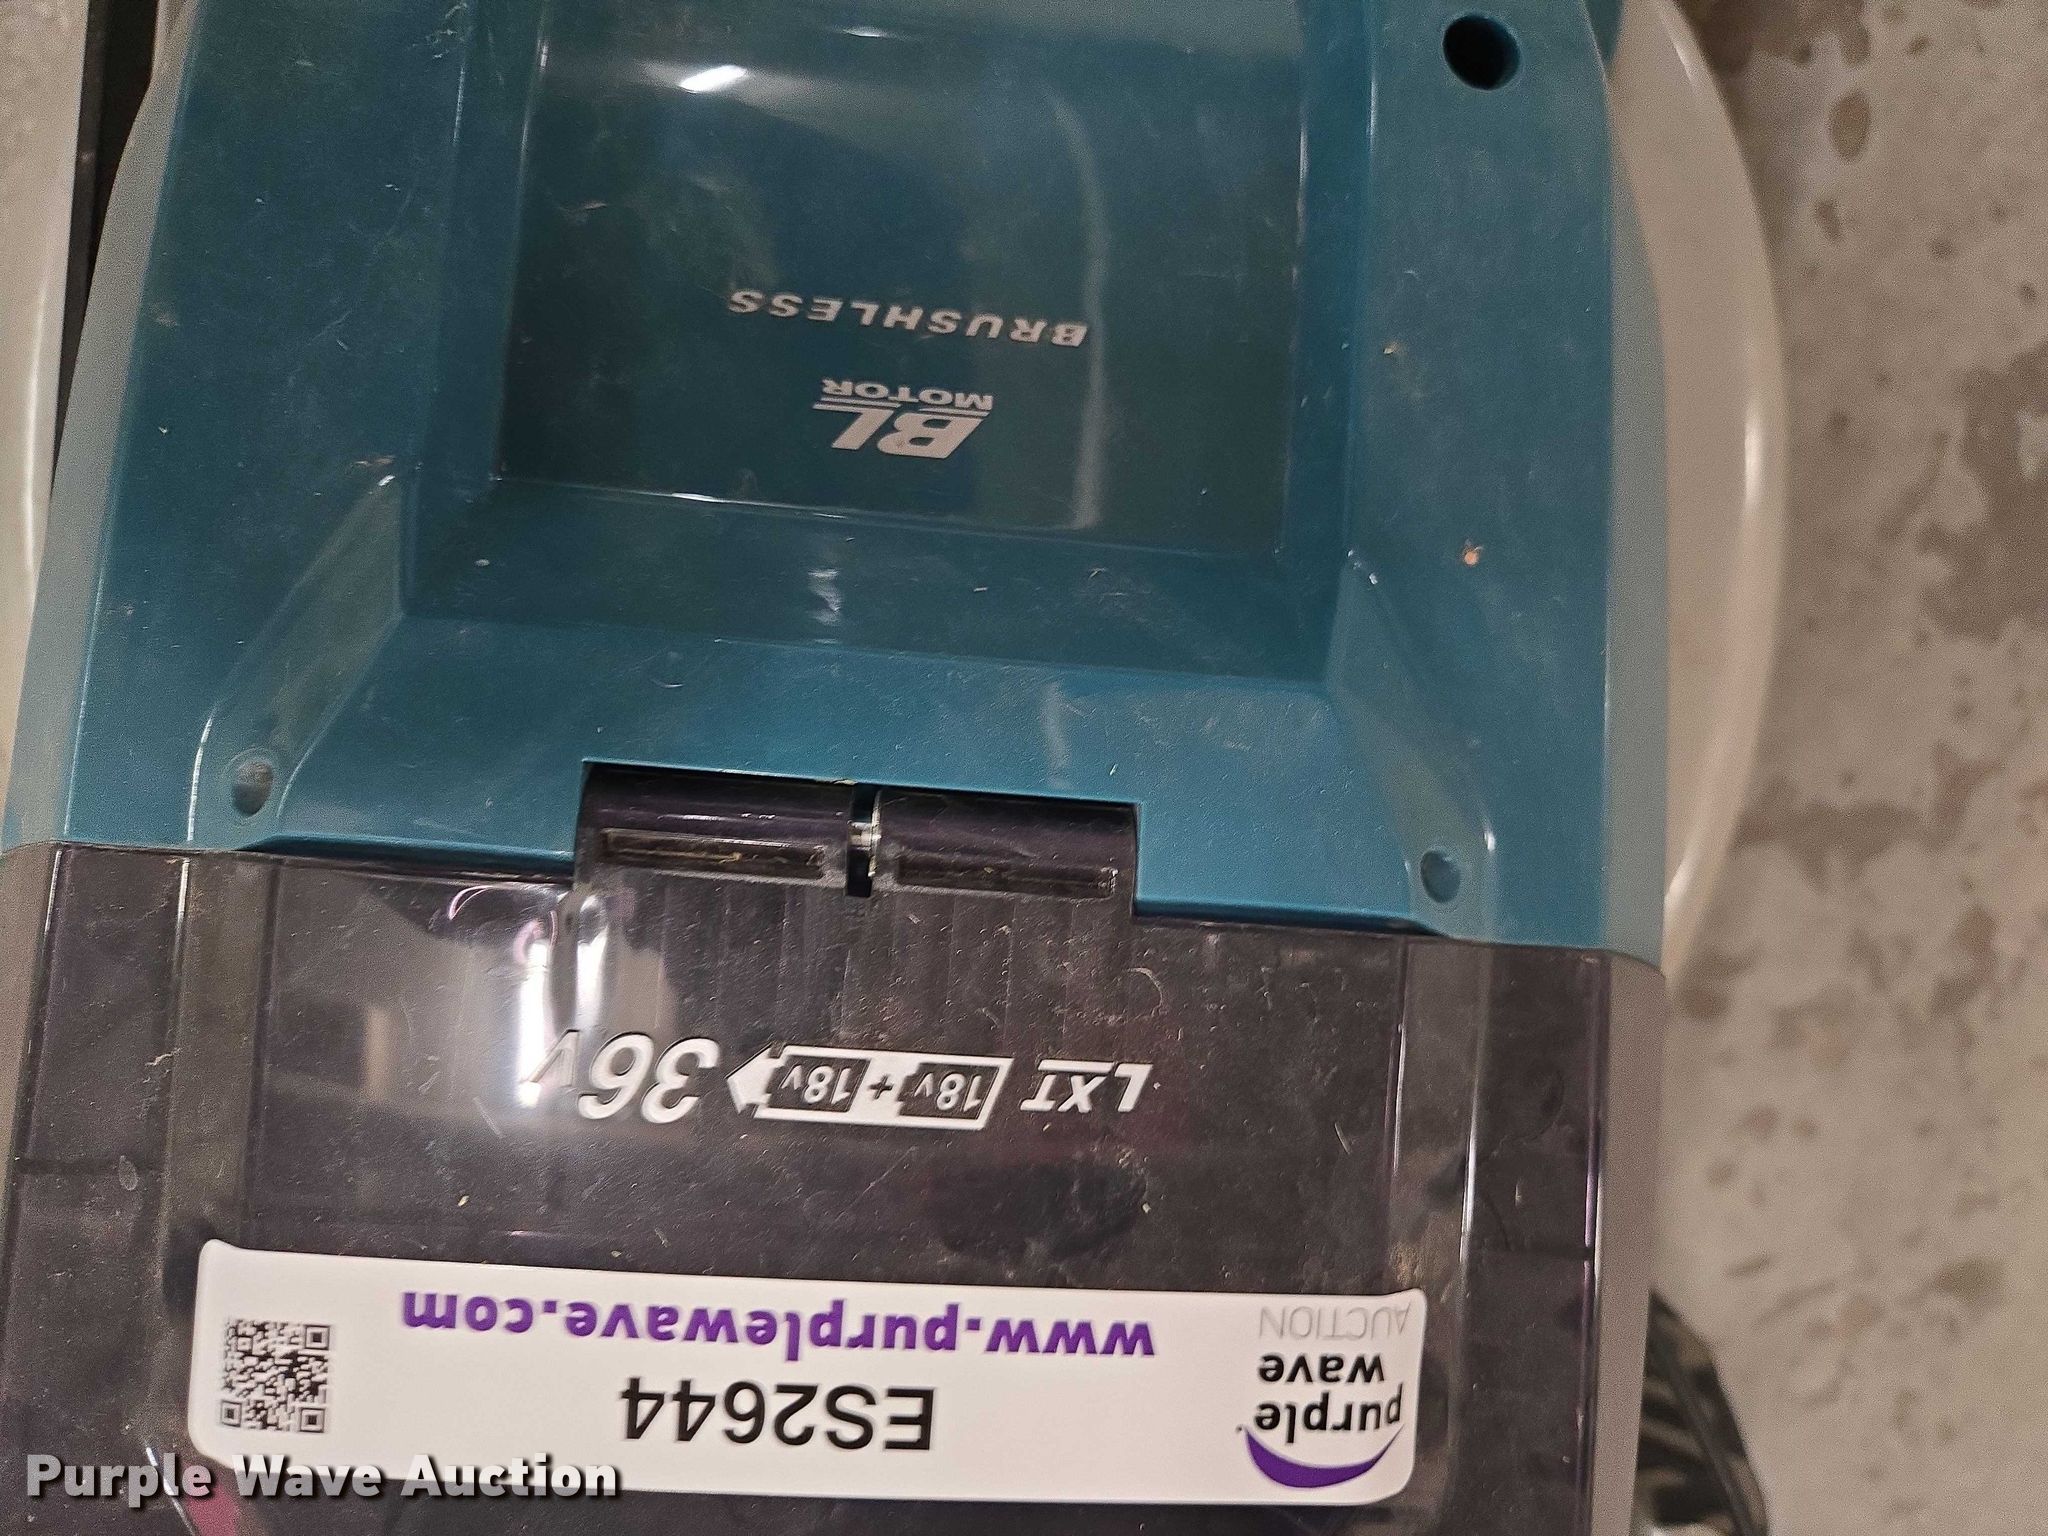 BL
MOTOR
BRUSHLESS
LXT 18v + 18v 36v
purple
wave
AUCTION
ES2644
www.purplewave.com
Purple Wave Auction